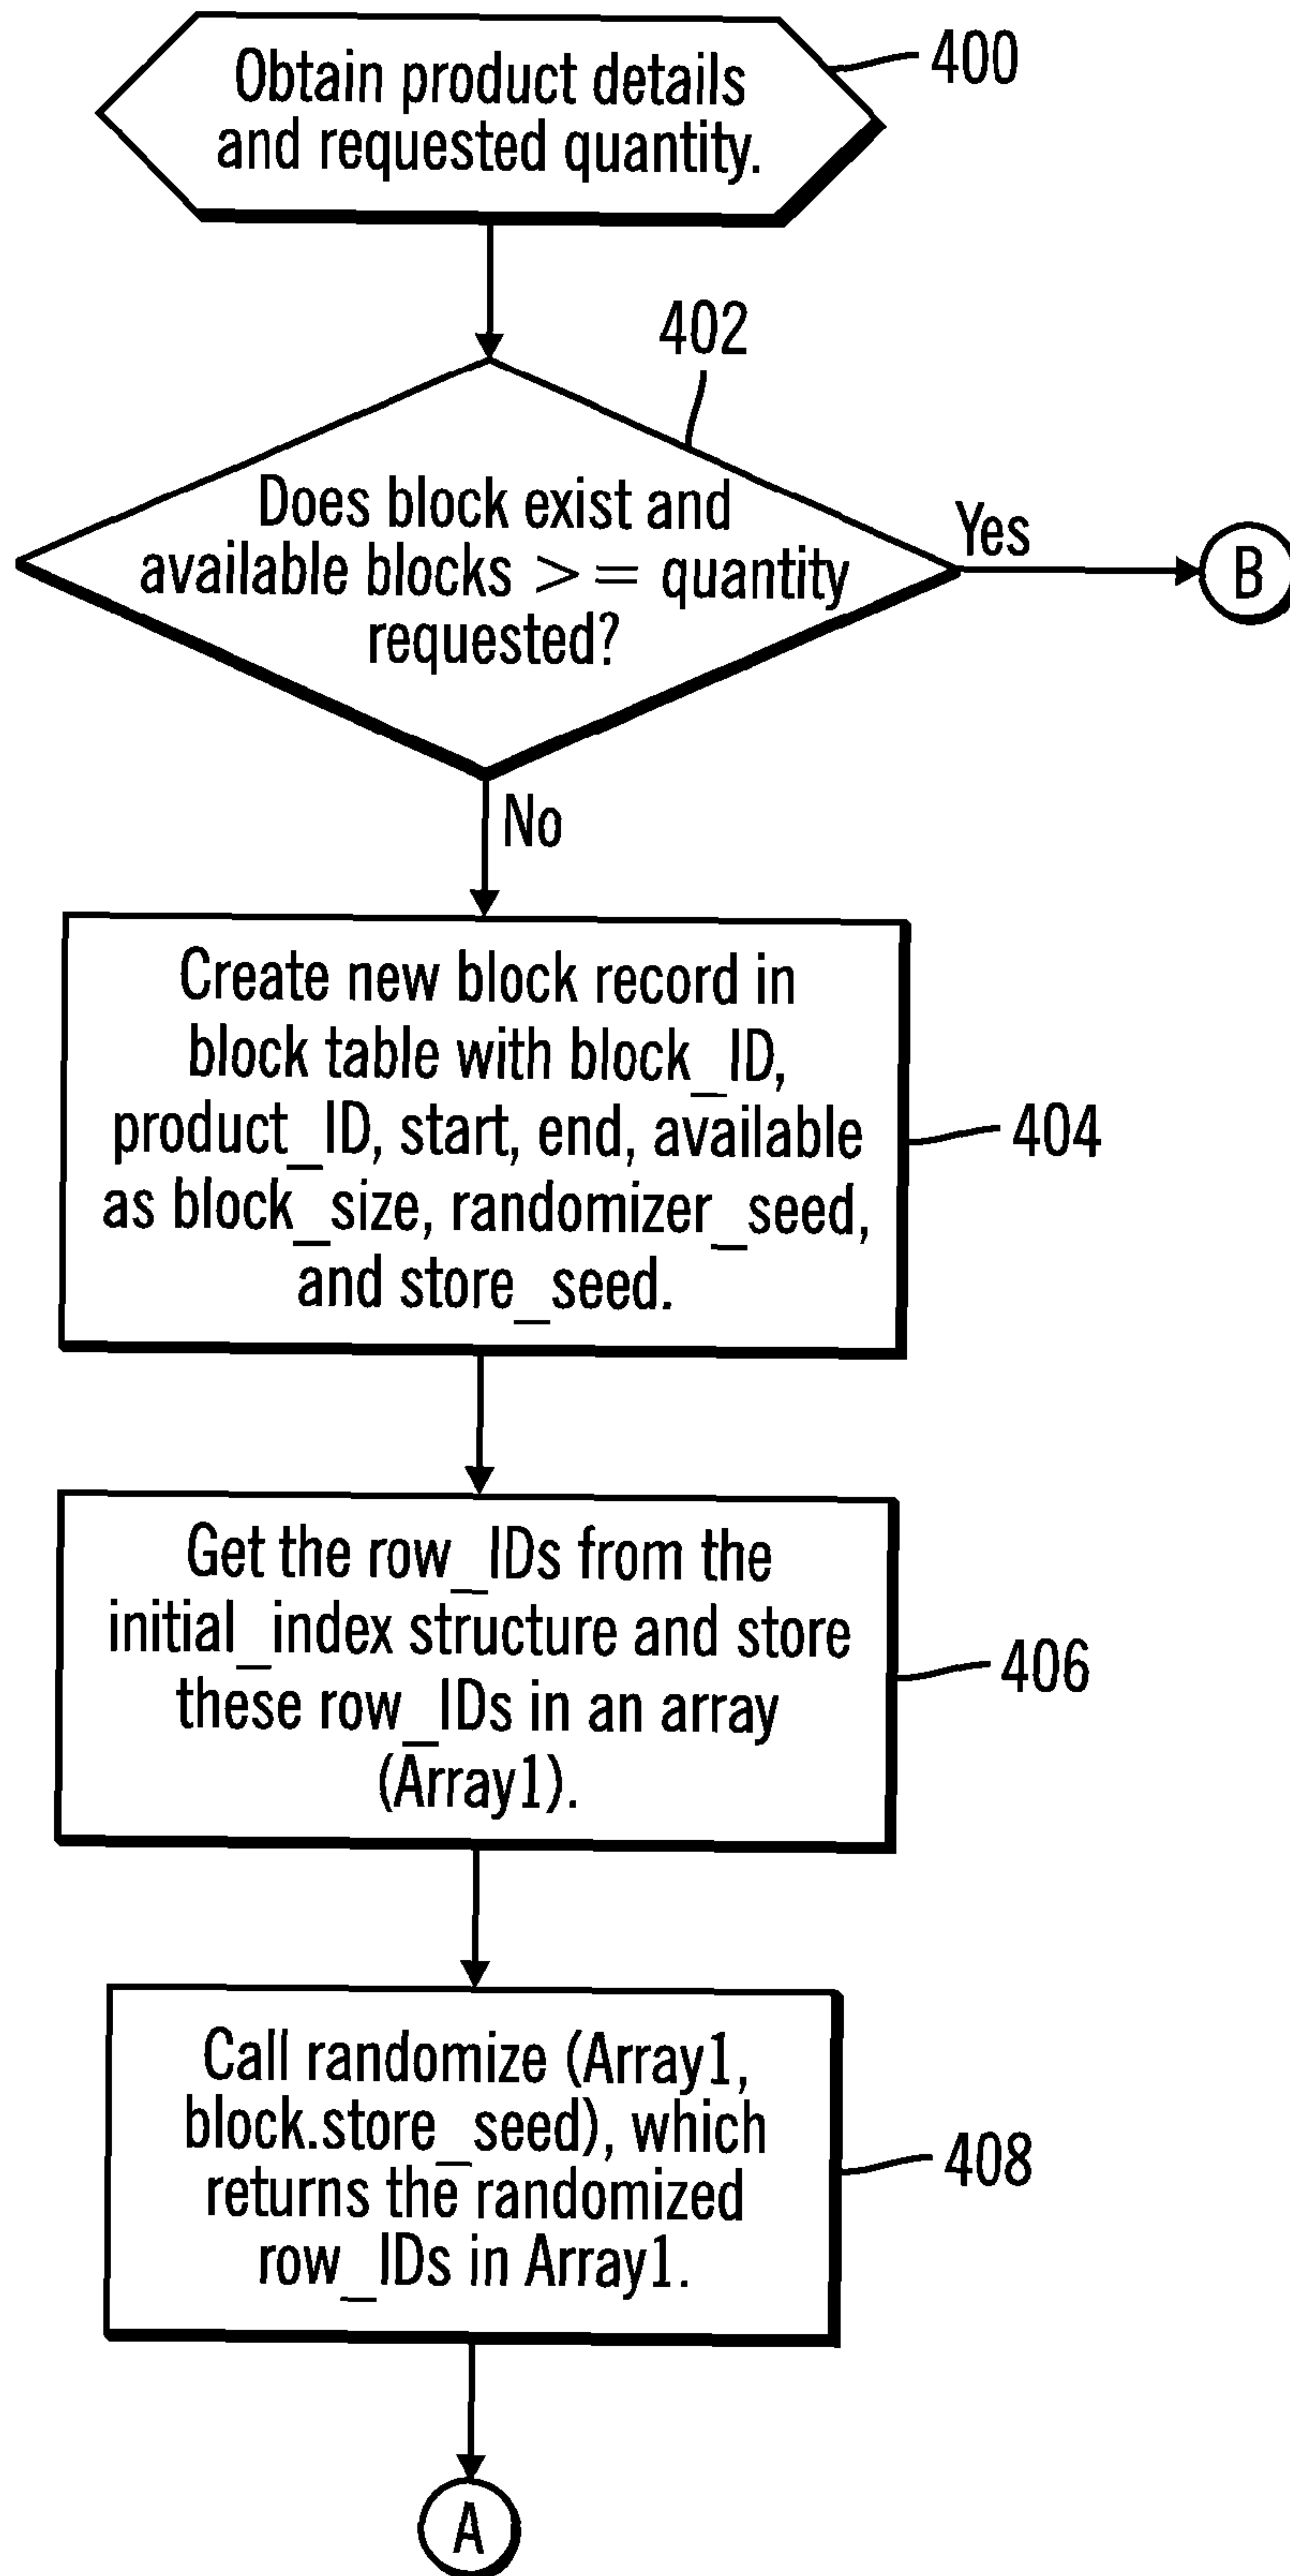 Obtain product details
and requested quantity.
400
402
Does block exist and
available blocks >= quantity
requested?
Yes
B
No
Create new block record in
block table with block_ID,
product_ID, start, end, available
as block_size, randomizer_seed,
and store_seed.
404
Get the row_IDs from the
initial_index structure and store
these row_IDs in an array
(Array1).
406
Call randomize (Array1,
block.store_seed), which
returns the randomized
row_IDs in Array1.
408
A